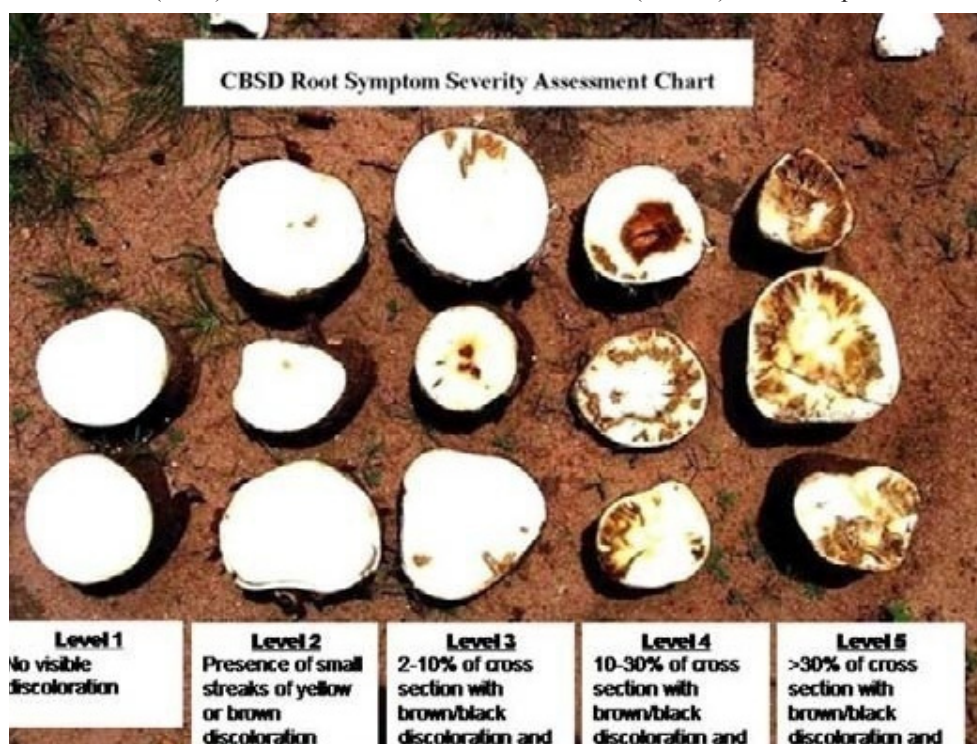 CBSD Root Symptom Severity Assessment Chart
Level 1
No visible
discoloration
Level 2
Presence of small
streaks of yellow
or brown
discoloration
Level 3
2-10% of cross
section with
brown/black
discoloration and
Level 4
10-30% of cross
section with
brown/black
discoloration and
Level 5
>30% of cross
section with
brown/black
discoloration and